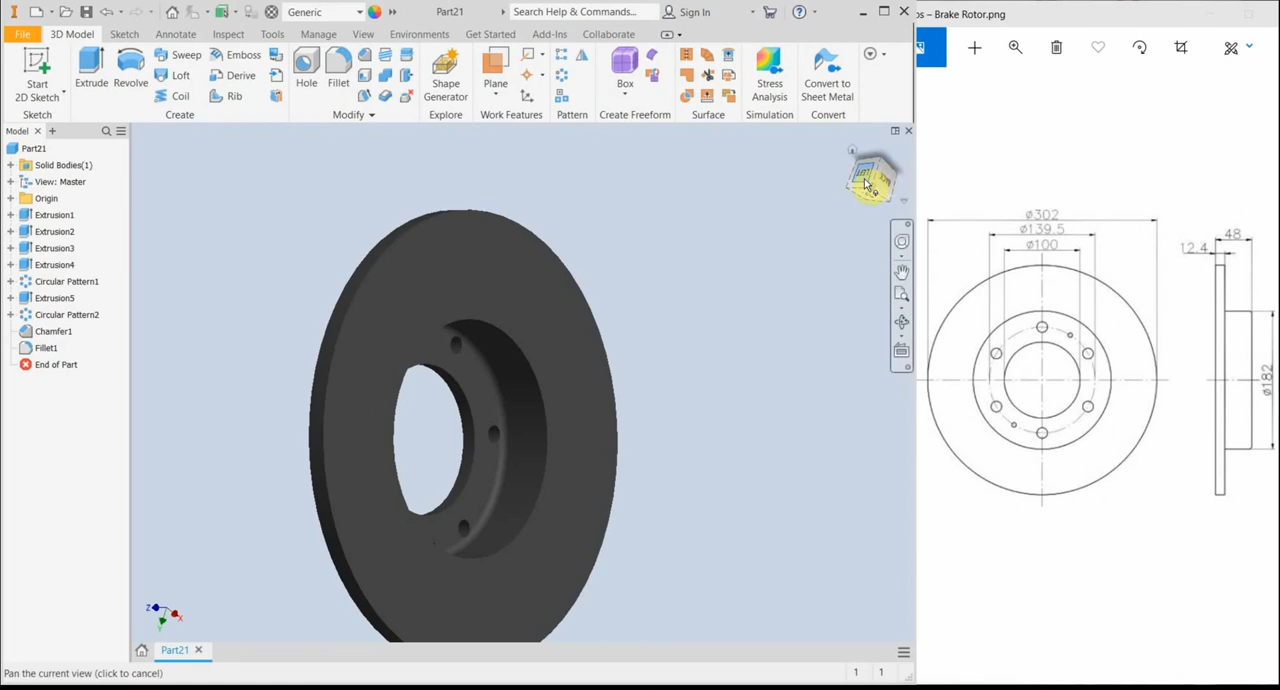 Generic
Part21
Search Help & Commands...
Sign In
os – Brake Rotor.png
File
3D Model
Sketch
Annotate
Inspect
Tools
Manage
View
Environments
Get Started
Add-Ins
Collaborate
Start
2D Sketch
Extrude
Revolve
Sweep
Loft
Coil
Emboss
Derive
Rib
Hole
Fillet
Shape
Generator
Plane
Box
Stress
Analysis
Convert to
Sheet Metal
Sketch
Create
Modify
Explore
Work Features
Pattern
Create Freeform
Surface
Simulation
Convert
Model
Part21
Solid Bodies(1)
View: Master
Origin
Extrusion1
Extrusion2
Extrusion3
Extrusion4
Circular Pattern1
Extrusion5
Circular Pattern2
Chamfer1
Fillet1
End of Part
Ø302
Ø139.5
Ø100
48
12.4
Ø182
Z
X
Y
Part21
Pan the current view (click to cancel)
1
1